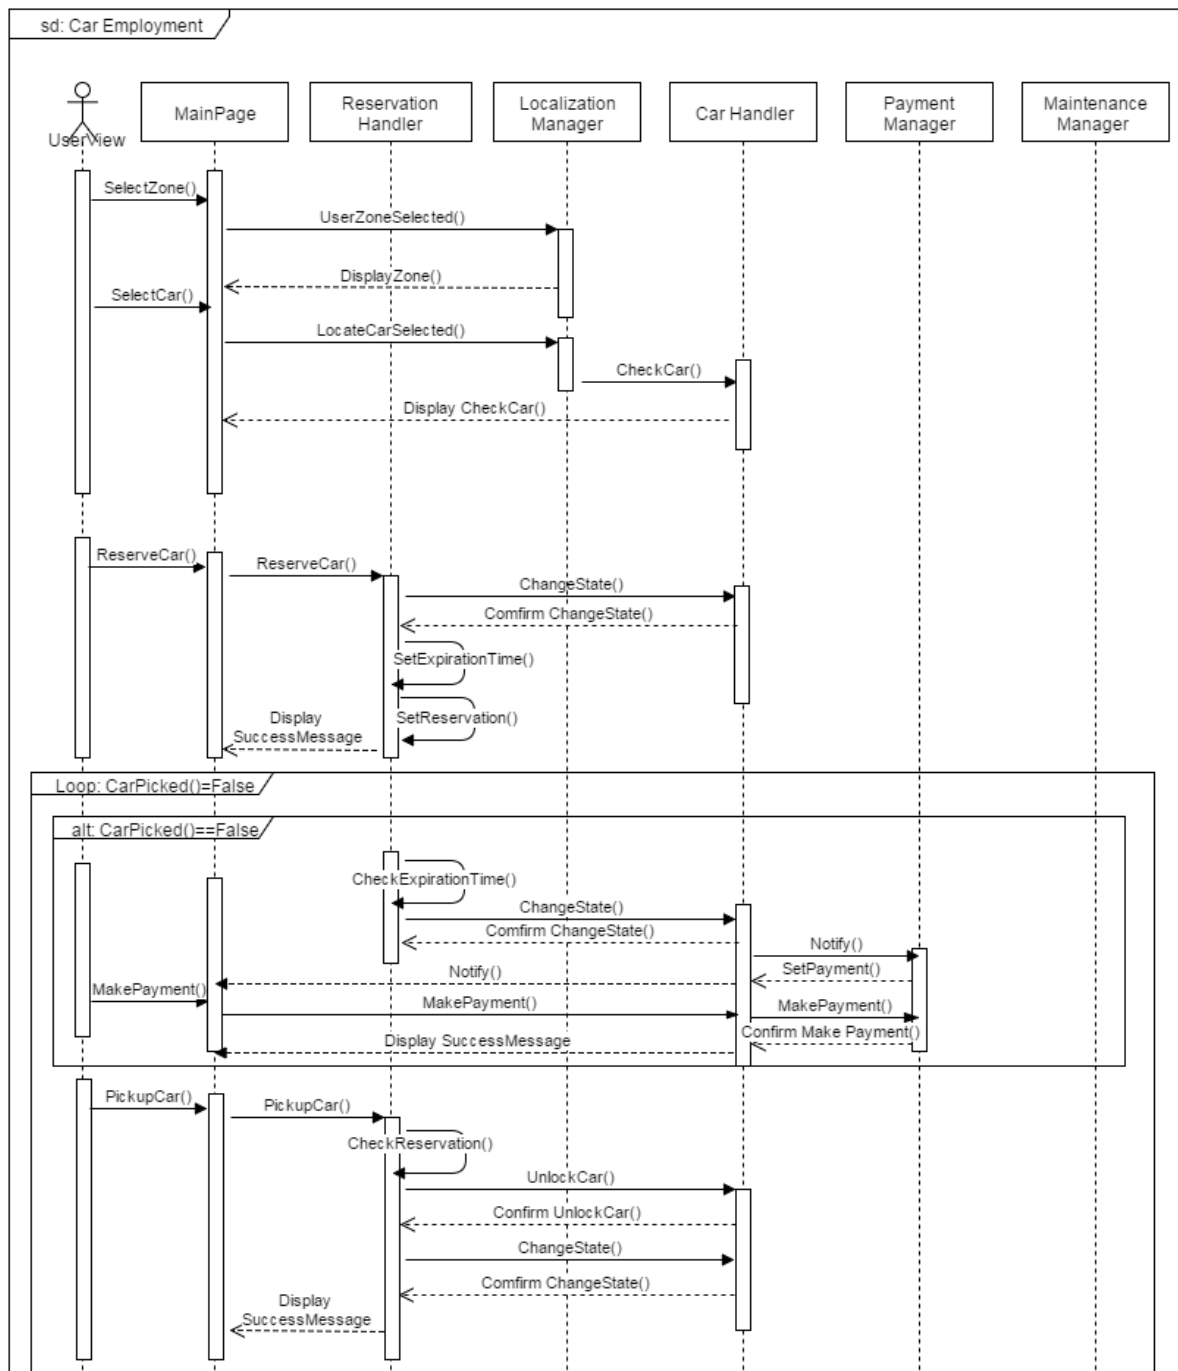 sd: Car Employment
UserView
MainPage
Reservation
Handler
Localization
Manager
Car Handler
Payment
Manager
Maintenance
Manager
SelectZone()
UserZoneSelected()
DisplayZone()
SelectCar()
LocateCarSelected()
CheckCar()
Display CheckCar()
ReserveCar()
ReserveCar()
ChangeState()
Comfirm ChangeState()
SetExpirationTime()
SetReservation()
Display
SuccessMessage
Loop: CarPicked()=False
alt: CarPicked()==False
CheckExpirationTime()
ChangeState()
Comfirm ChangeState()
Notify()
SetPayment()
Notify()
MakePayment()
MakePayment()
MakePayment()
Confirm Make Payment()
Display SuccessMessage
PickupCar()
PickupCar()
CheckReservation()
UnlockCar()
Confirm UnlockCar()
ChangeState()
Comfirm ChangeState()
Display
SuccessMessage